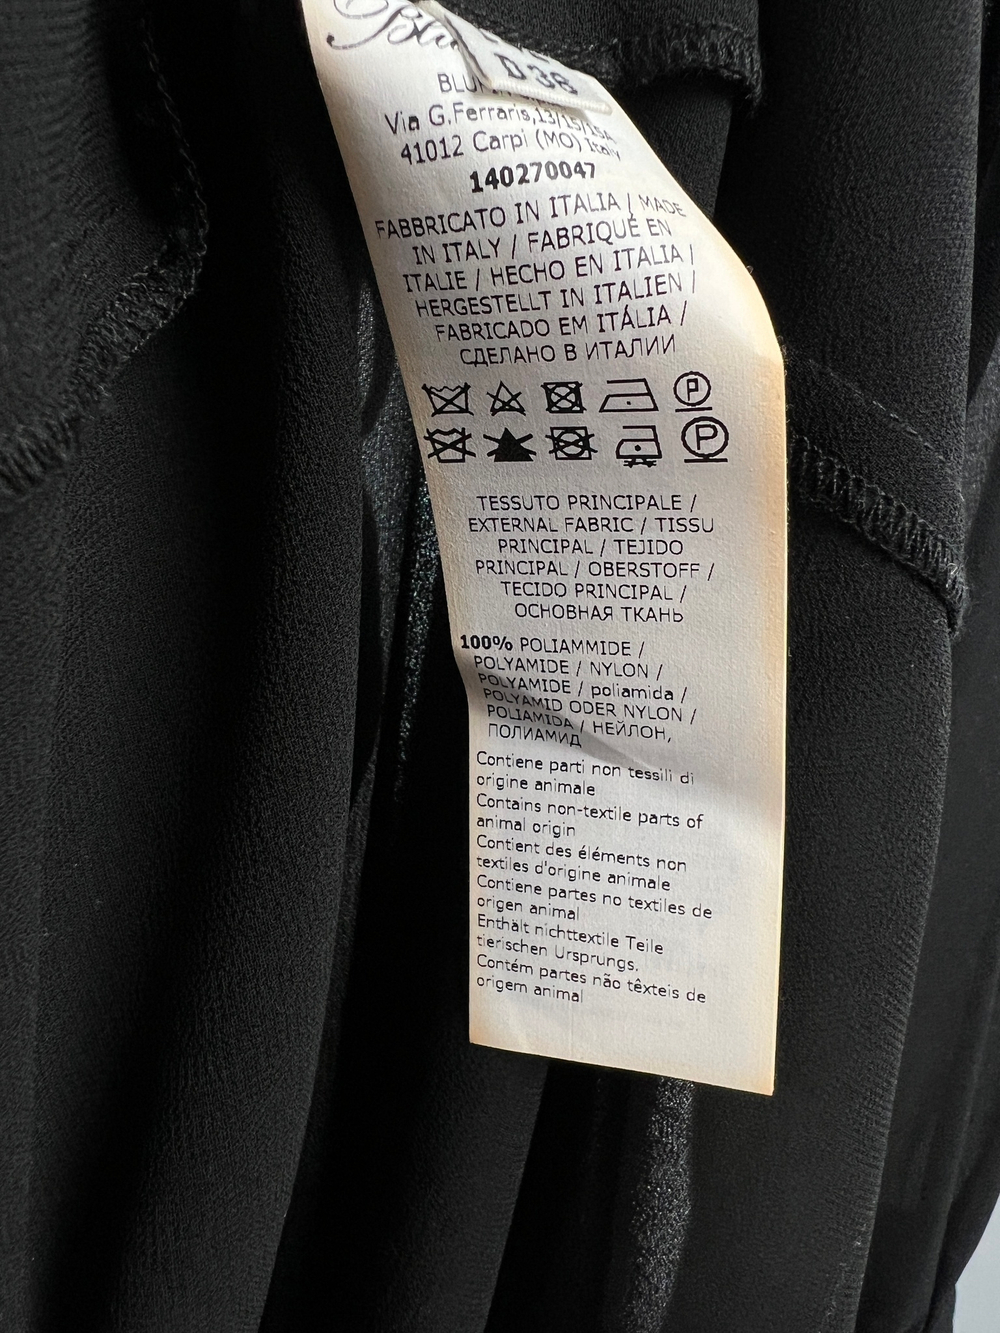 Blu
D 38
Via G.Ferraris,13/15/15A
41012 Carpi (MO) Italy
140270047
FABBRICATO IN ITALIA / MADE
IN ITALY / FABRIQUÉ EN
ITALIE / HECHO EN ITALIA /
HERGESTELLT IN ITALIEN /
FABRICADO EM ITÁLIA /
СДЕЛАНО В ИТАЛИИ
P
P
TESSUTO PRINCIPALE /
EXTERNAL FABRIC / TISSU
PRINCIPAL / TEJIDO
PRINCIPAL / OBERSTOFF /
TECIDO PRINCIPAL /
ОСНОВНАЯ ТКАНЬ
100% POLIAMMIDE /
POLYAMIDE / NYLON /
POLYAMIDE / poliamida /
POLYAMID ODER NYLON /
POLIAMIDA / НЕЙЛОН,
ПОЛИАМИД
Contiene parti non tessili di
origine animale
Contains non-textile parts of
animal origin
Contient des éléments non
textiles d'origine animale
Contiene partes no textiles de
origen animal
Enthält nichttextile Teile
tierischen Ursprungs.
Contém partes não têxteis de
origem animal